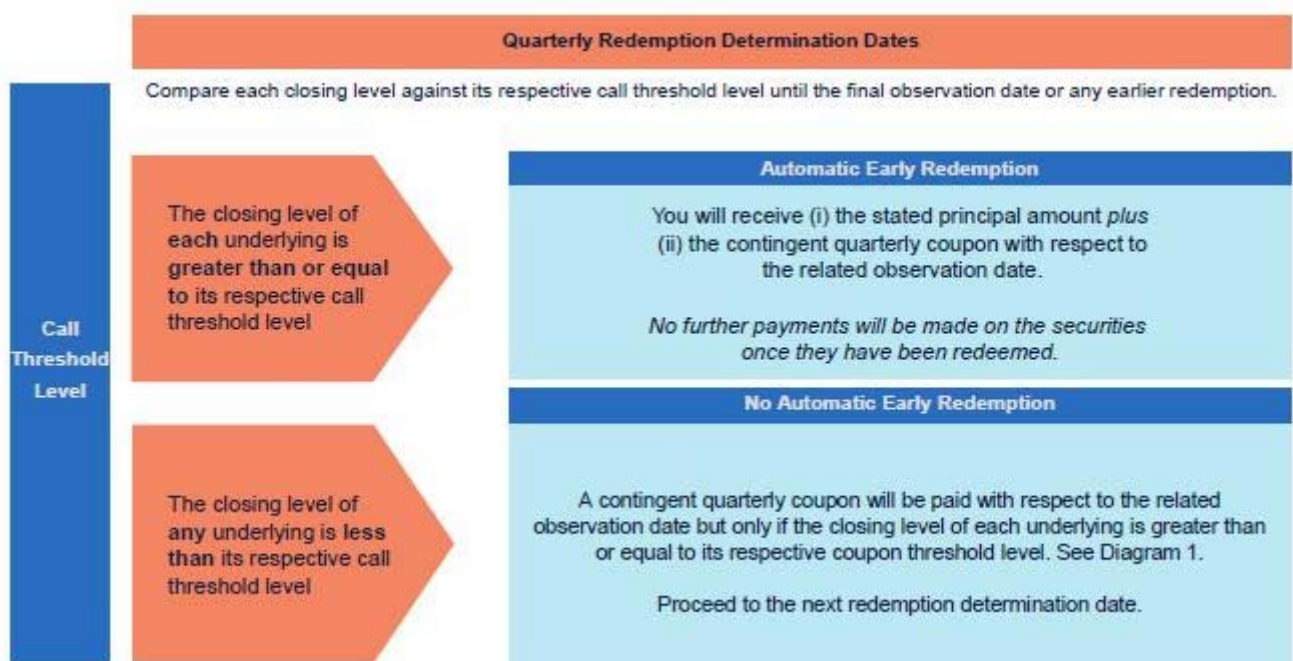 Quarterly Redemption Determination Dates
Compare each closing level against its respective call threshold level until the final observation date or any earlier redemption.
Call
Threshold
Level
The closing level of
each underlying is
greater than or equal
to its respective call
threshold level
Automatic Early Redemption
You will receive (i) the stated principal amount plus
(ii) the contingent quarterly coupon with respect to
the related observation date.
No further payments will be made on the securities
once they have been redeemed.
The closing level of
any underlying is less
than its respective call
threshold level
No Automatic Early Redemption
A contingent quarterly coupon will be paid with respect to the related
observation date but only if the closing level of each underlying is greater than
or equal to its respective coupon threshold level. See Diagram 1.
Proceed to the next redemption determination date.